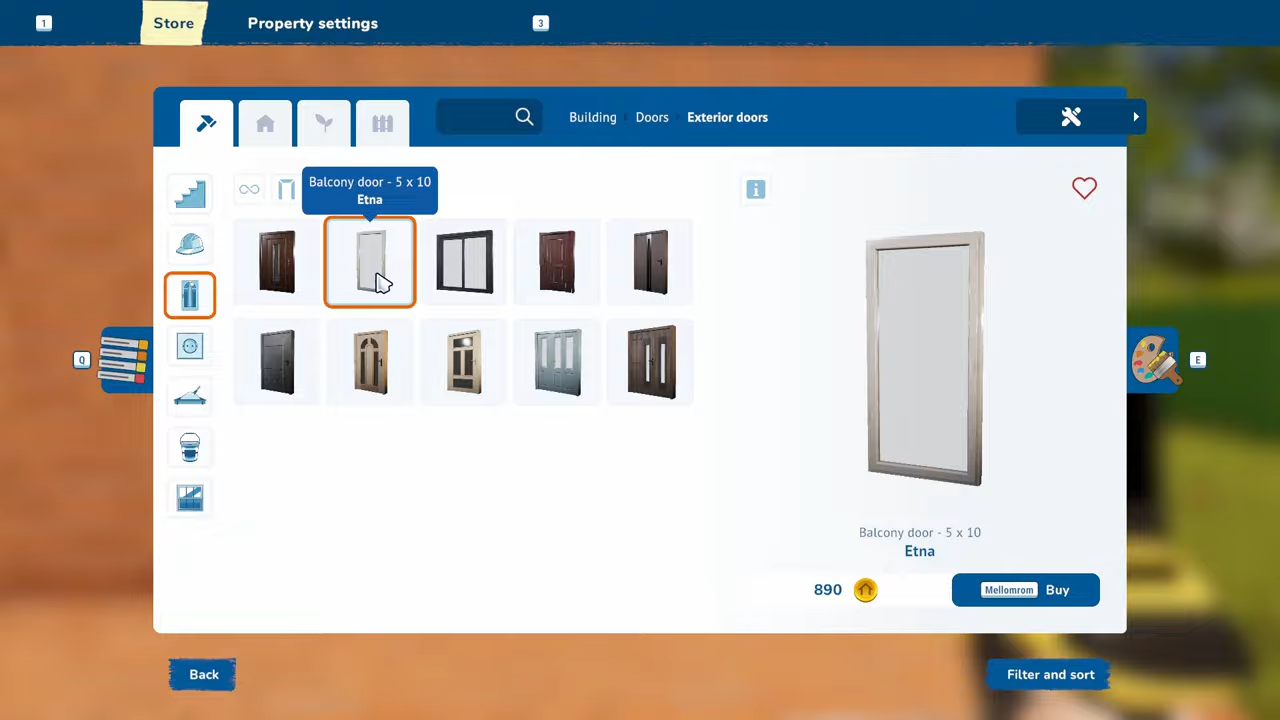 1
Store
Property settings
3
Building
Doors
Exterior doors
Balcony door - 5 x 10
Etna
i
Q
E
Balcony door - 5 x 10
Etna
890
Mellomrom
Buy
Back
Filter and sort